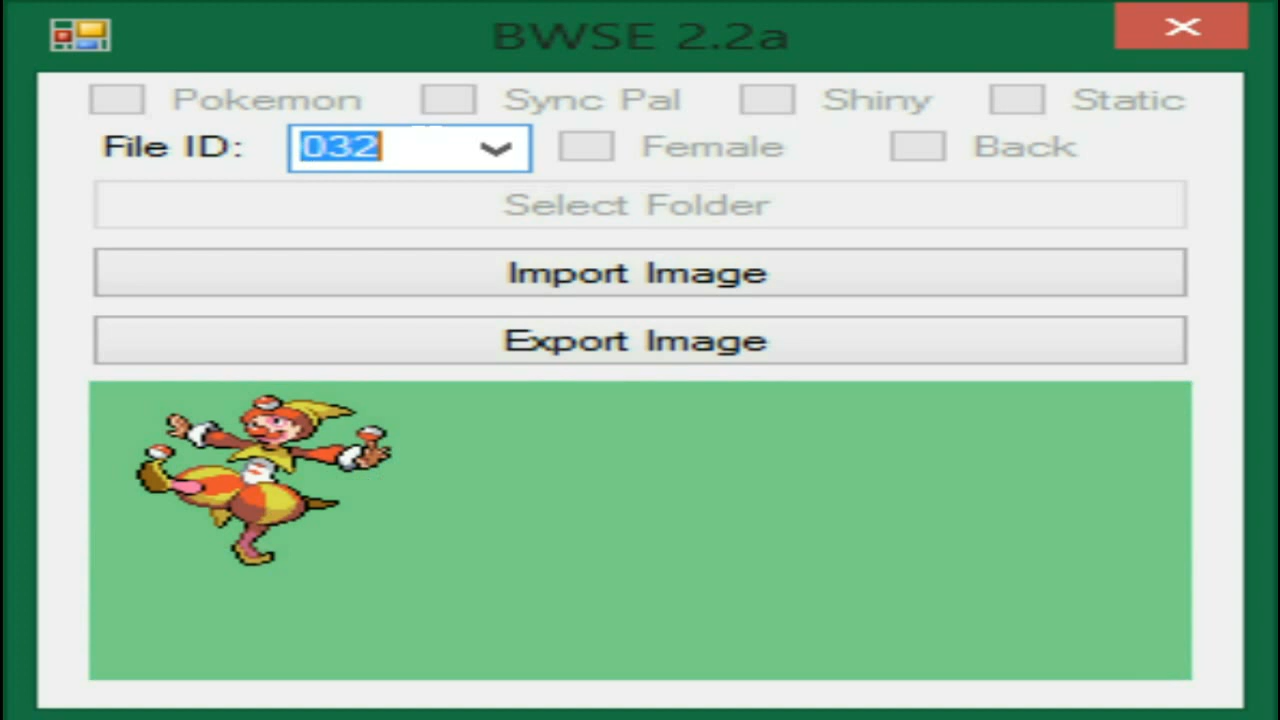 BWSE 2.2a
Pokemon Sync Pal Shiny Static
File ID: 032 Female Back
Select Folder
Import Image
Export Image